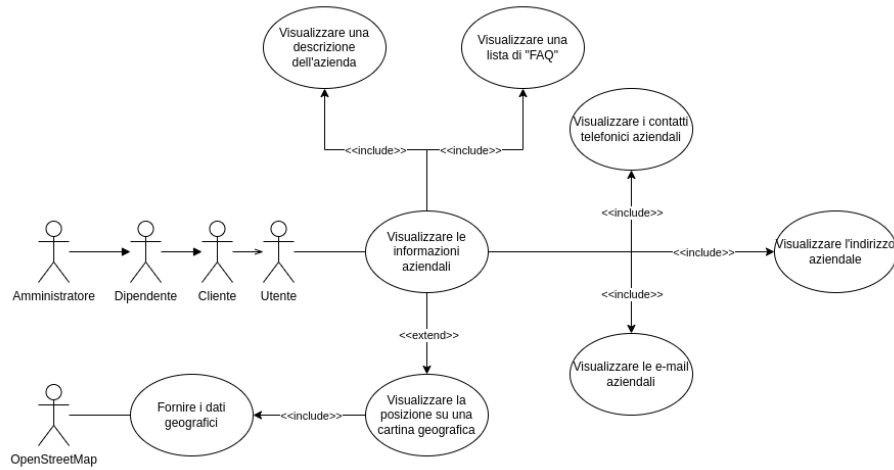 Visualizzare una
descrizione
dell'azienda
Visualizzare una
lista di "FAQ"
Visualizzare i contatti
telefonici aziendali
<<include>>
<<include>>
<<include>>
Visualizzare le
informazioni
aziendali
<<include>>
Visualizzare l'indirizzo
aziendale
Amministratore
Dipendente
Cliente
Utente
<<include>>
<<extend>>
Visualizzare le e-mail
aziendali
Fornire i dati
geografici
<<include>>
Visualizzare la
posizione su una
cartina geografica
OpenStreetMap